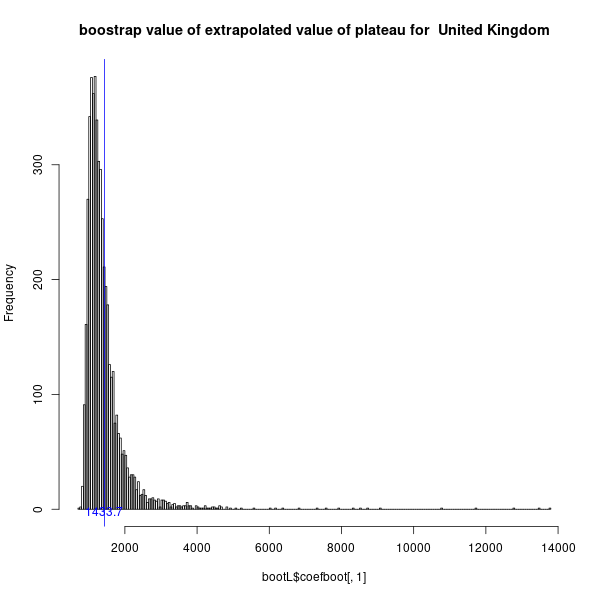 boostrap value of extrapolated value of plateau for  United Kingdom
Frequency
300
200
100
0
1433.7
2000 4000 6000 8000 10000 12000 14000
bootL$coefboot[, 1]